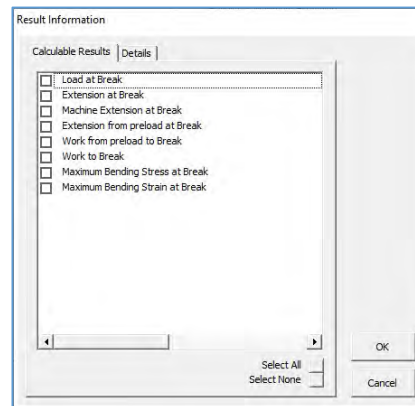 Result Information
Calculable Results Details
Load at Break
Extension at Break
Machine Extension at Break
Extension from preload at Break
Work from preload to Break
Work to Break
Maximum Bending Stress at Break
Maximum Bending Strain at Break
OK
Select All
Select None
Cancel